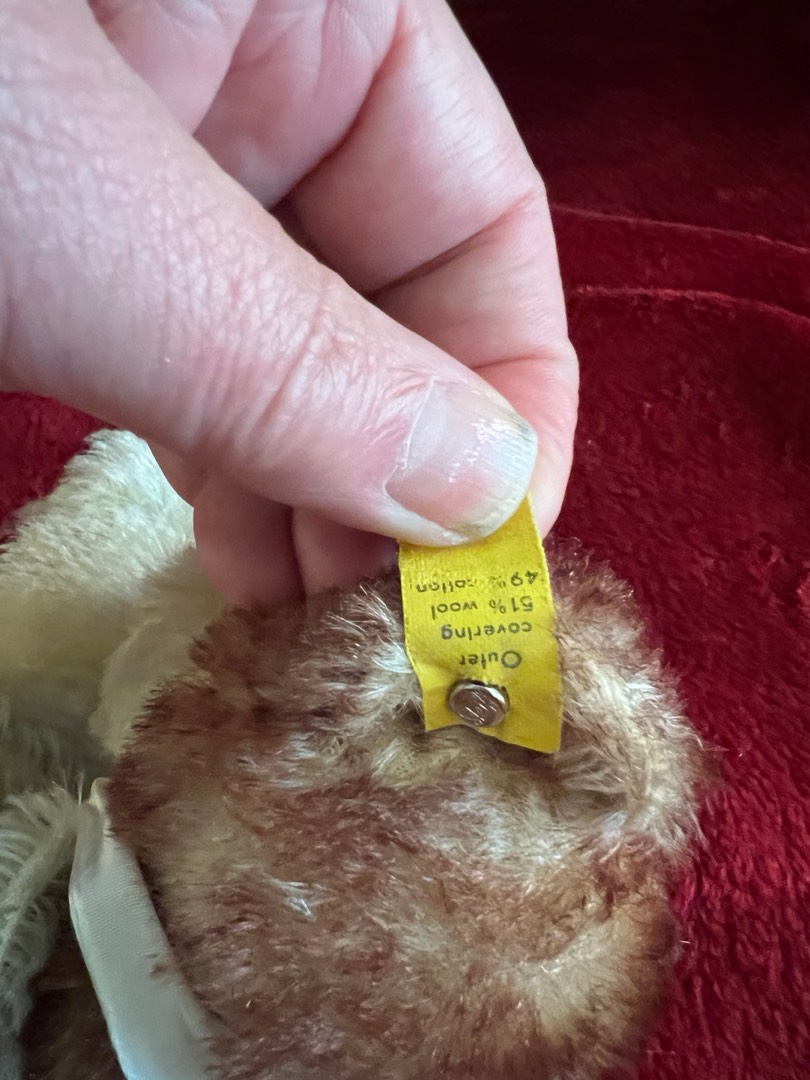 Outer
covering
51% wool
49% cotton